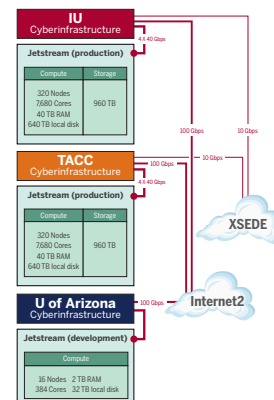 IU
Cyberinfrastructure
4 X 40 Gbps
Jetstream (production)
Compute
Storage
320 Nodes
7,680 Cores
40 TB RAM
640 TB local disk
960 TB
100 Gbps
10 Gbps
TACC
Cyberinfrastructure
100 Gbps
10 Gbps
4 X 40 Gbps
Jetstream (production)
Compute
Storage
320 Nodes
7,680 Cores
40 TB RAM
640 TB local disk
960 TB
XSEDE
Internet2
U of Arizona
Cyberinfrastructure
100 Gbps
Jetstream (development)
Compute
16 Nodes 2 TB RAM
384 Cores 32 TB local disk